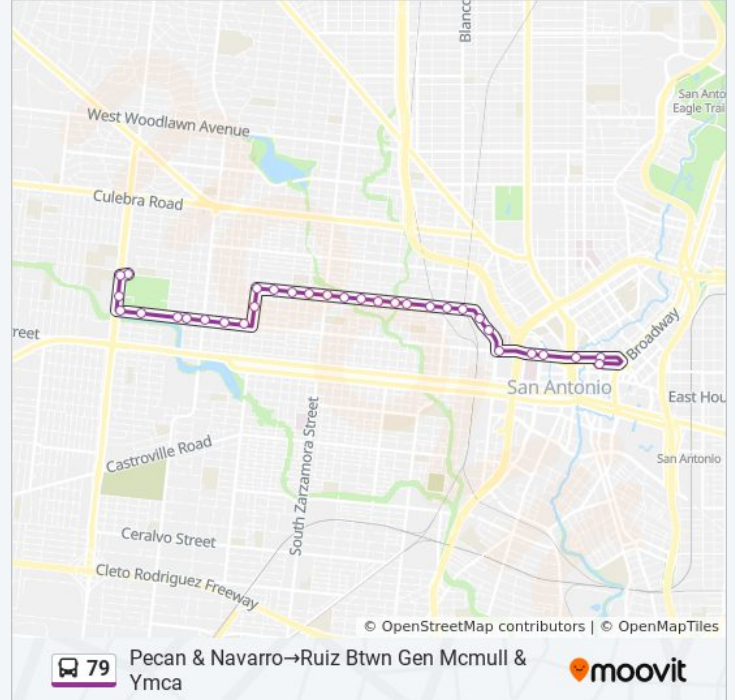 Blanco
San Anto
Eagle Trai
West Woodlawn Avenue
Culebra Road
reet
Broadway
San Antonio
East Hou
South Zarzamora Street
Castroville Road
San Antonio
Ceralvo Street
Cleto Rodriguez Freeway
© OpenStreetMap contributors | © OpenMapTiles
79
Pecan & Navarro→Ruiz Btwn Gen Mcmull &
Ymca
moovit